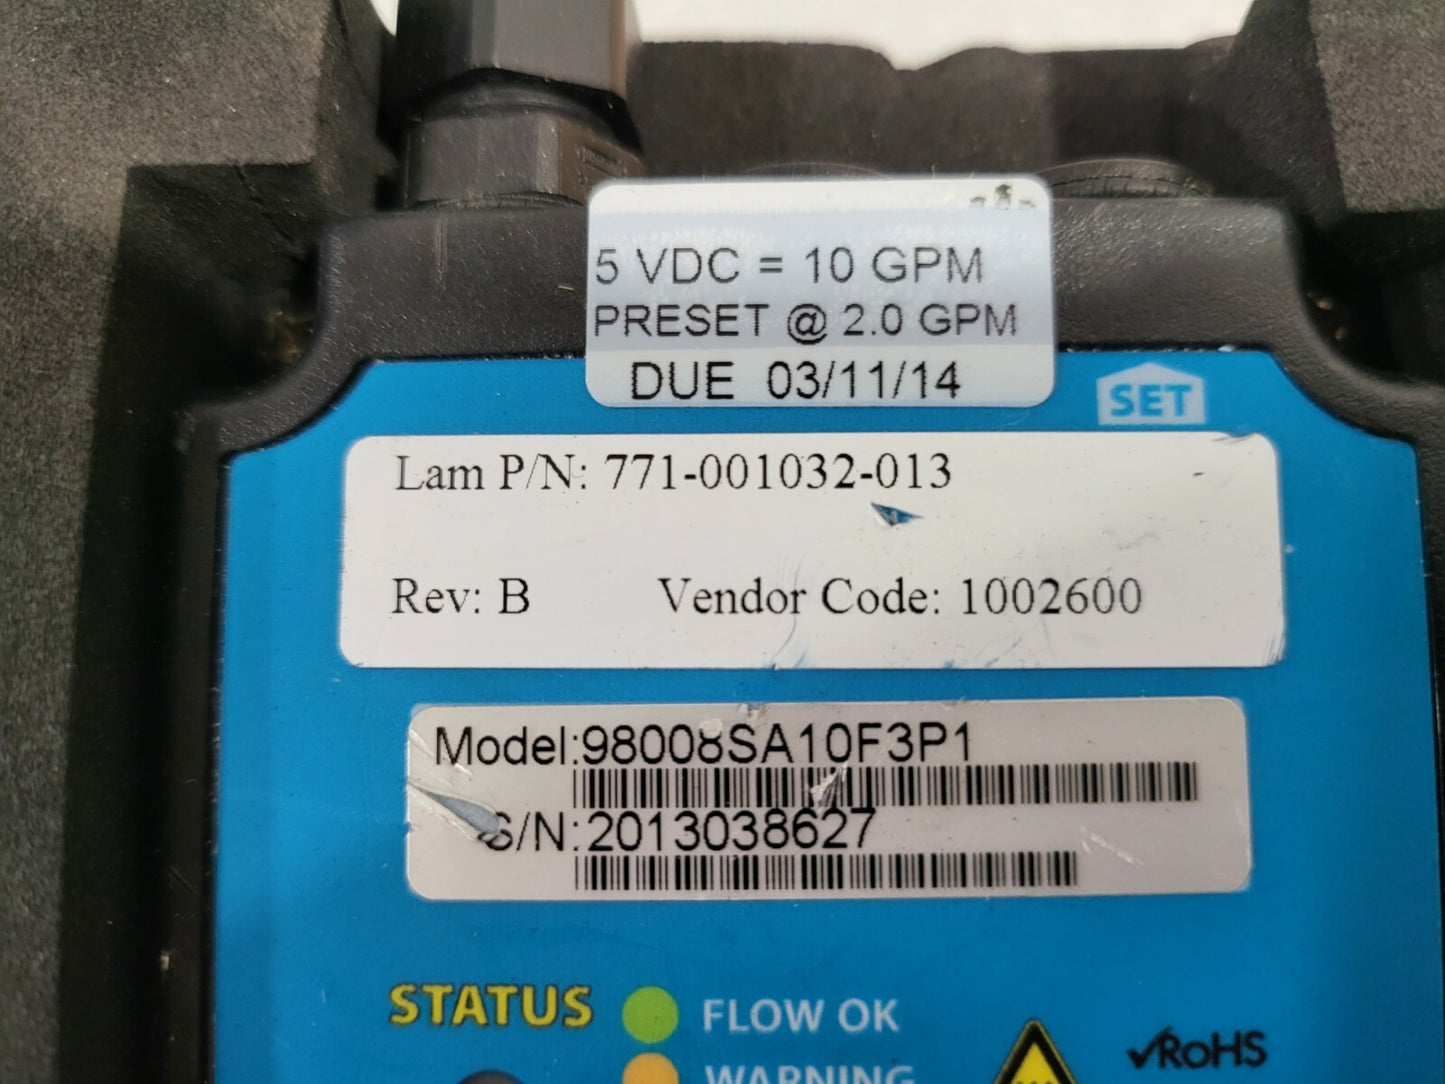 5 VDC = 10 GPM
PRESET @ 2.0 GPM
DUE 03/11/14
SET
Lam P/N: 771-001032-013
Rev: B Vendor Code: 1002600
Model:98008SA10F3P1
S/N:2013038627
STATUS FLOW OK
WARNING
RoHS